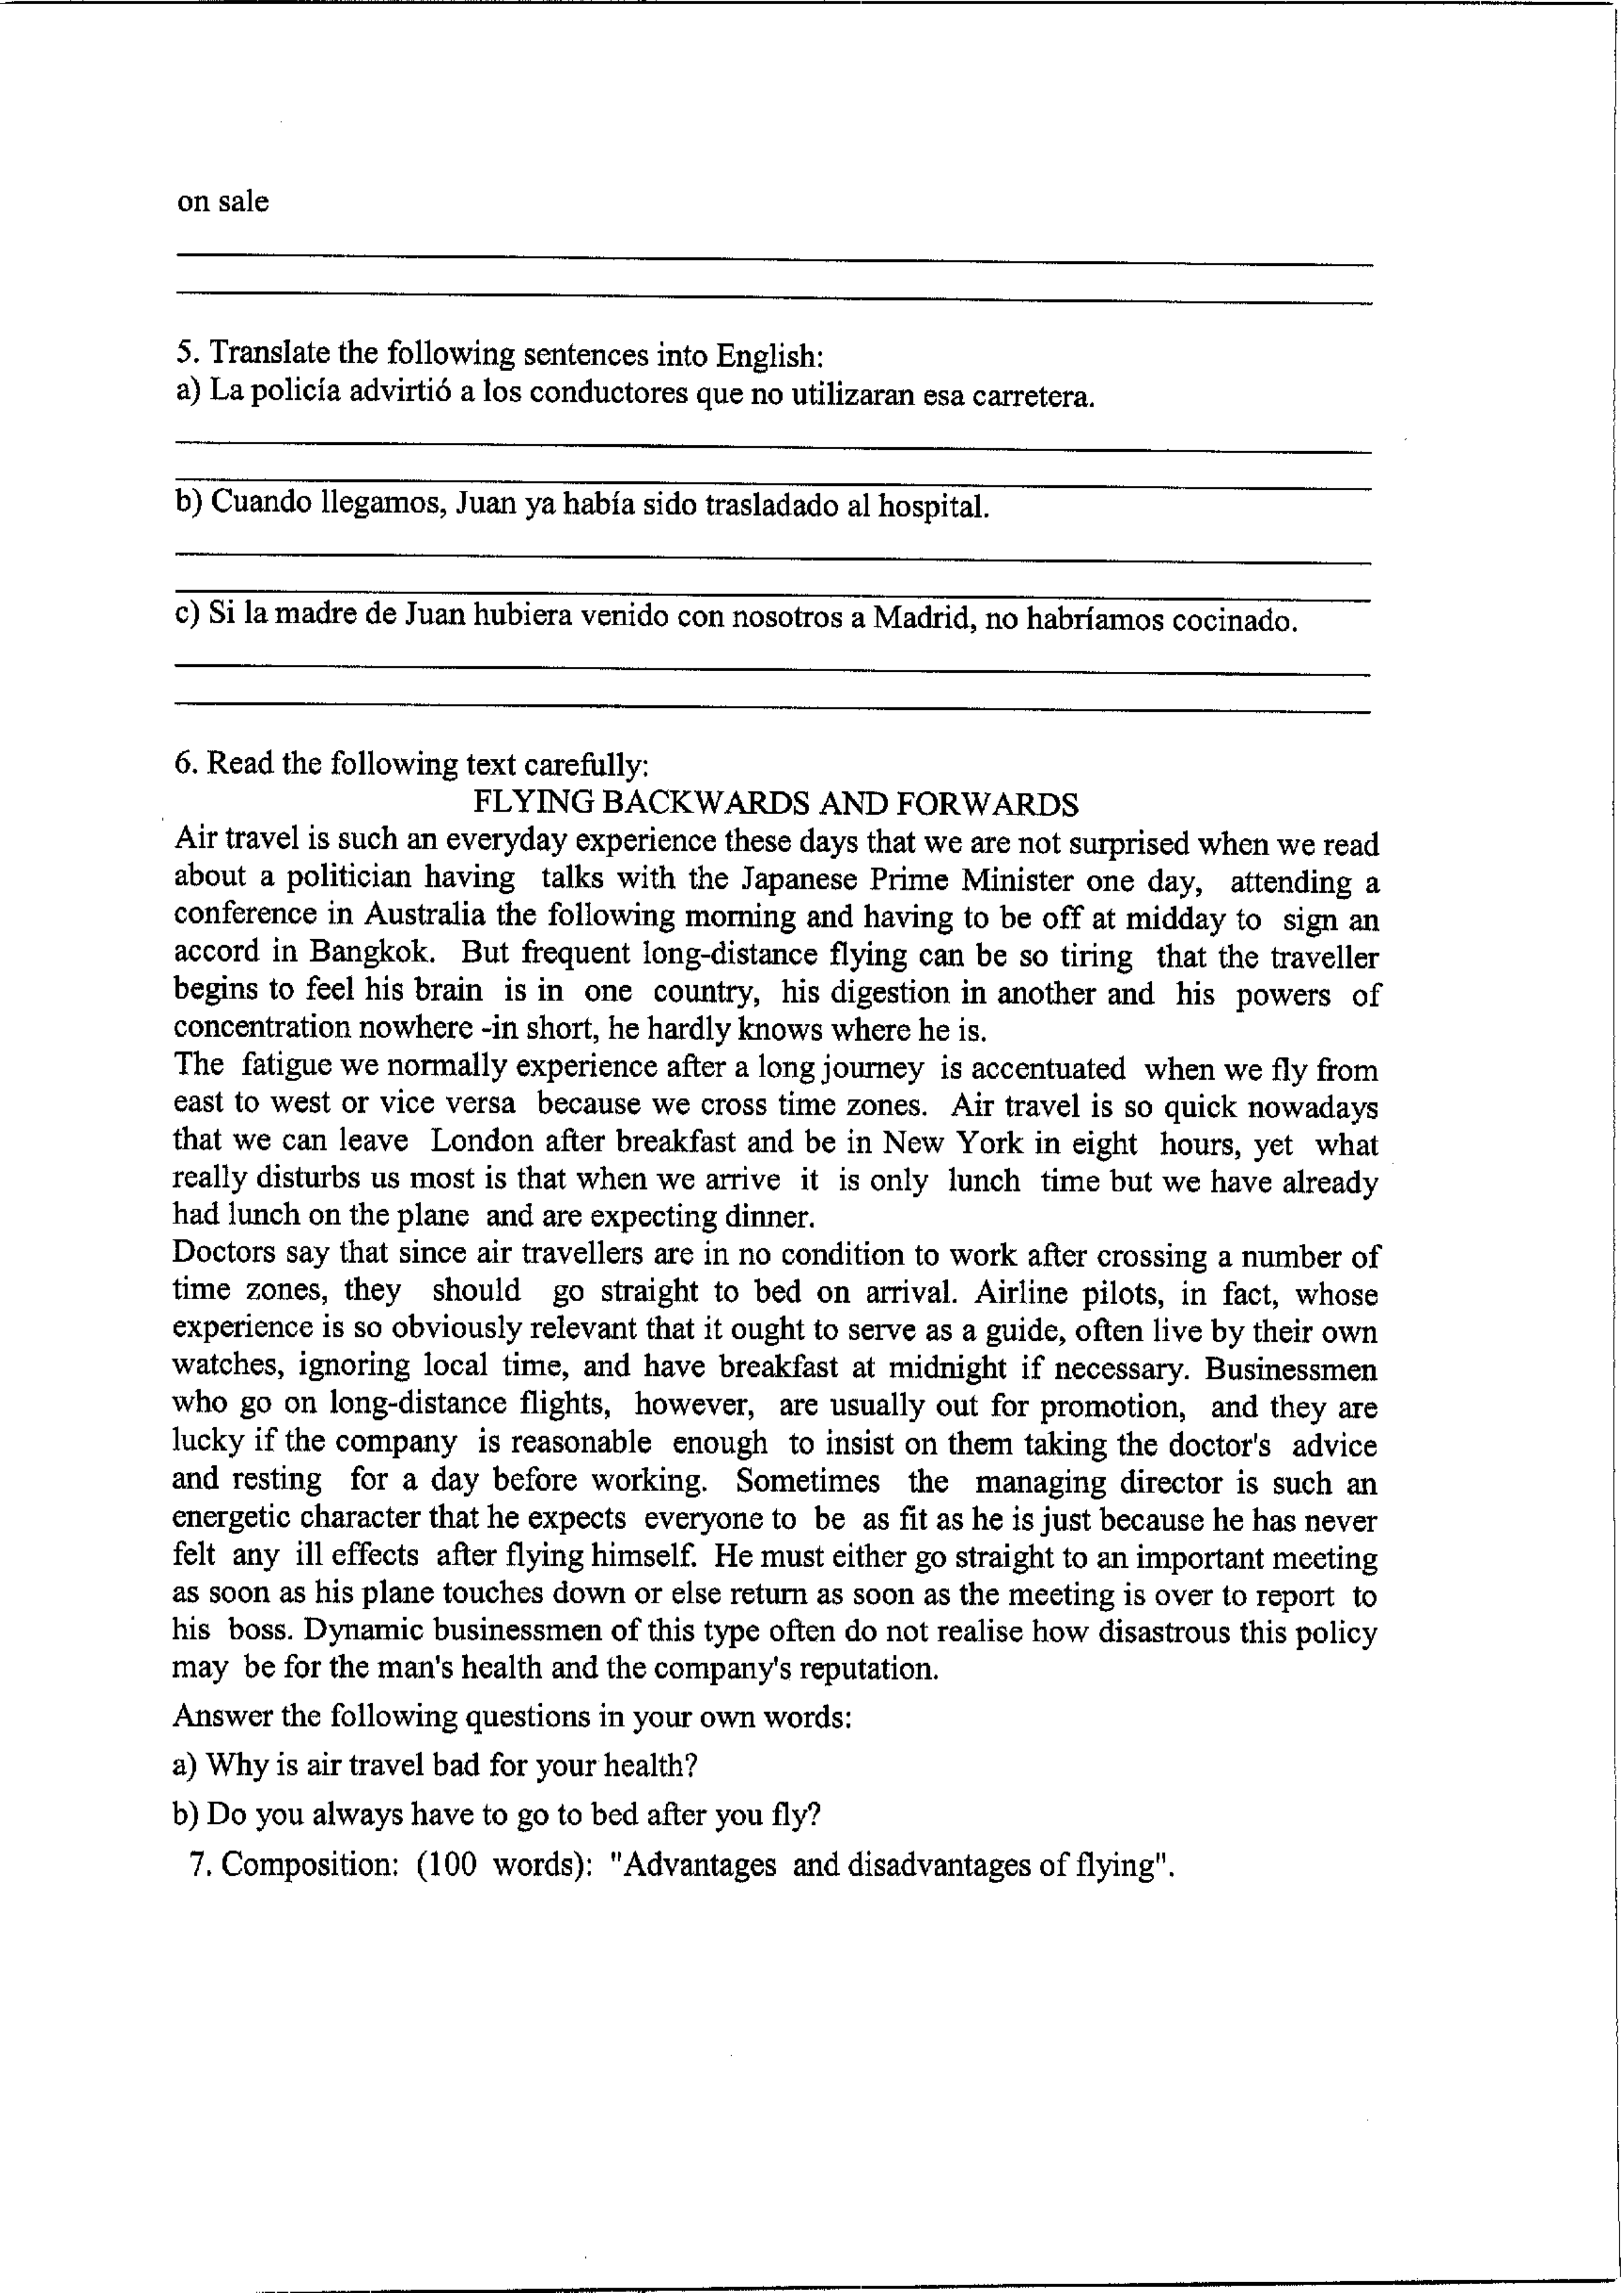 on sale
5. Translate the following sentences into English:
a) La policía advirtió a los conductores que no utilizaran esa carretera.
b) Cuando llegamos, Juan ya había sido trasladado al hospital.
c) Si la madre de Juan hubiera venido con nosotros a Madrid, no habríamos cocinado.
6. Read the following text carefully:
FLYING BACKWARDS AND FORWARDS
Air travel is such an everyday experience these days that we are not surprised when we read
about a politician having talks with the Japanese Prime Minister one day, attending a
conference in Australia the following morning and having to be off at midday to sign an
accord in Bangkok. But frequent long-distance flying can be so tiring that the traveller
begins to feel his brain is in one country, his digestion in another and his powers of
concentration nowhere -in short, he hardly knows where he is.
The fatigue we normally experience after a long journey is accentuated when we fly from
east to west or vice versa because we cross time zones. Air travel is so quick nowadays
that we can leave London after breakfast and be in New York in eight hours, yet what
really disturbs us most is that when we arrive it is only lunch time but we have already
had lunch on the plane and are expecting dinner.
Doctors say that since air travellers are in no condition to work after crossing a number of
time zones, they should go straight to bed on arrival. Airline pilots, in fact, whose
experience is so obviously relevant that it ought to serve as a guide, often live by their own
watches, ignoring local time, and have breakfast at midnight if necessary. Businessmen
who go on long-distance flights, however, are usually out for promotion, and they are
lucky if the company is reasonable enough to insist on them taking the doctor's advice
and resting for a day before working. Sometimes the managing director is such an
energetic character that he expects everyone to be as fit as he is just because he has never
felt any ill effects after flying himself. He must either go straight to an important meeting
as soon as his plane touches down or else return as soon as the meeting is over to report to
his boss. Dynamic businessmen of this type often do not realise how disastrous this policy
may be for the man's health and the company's reputation.
Answer the following questions in your own words:
a) Why is air travel bad for your health?
b) Do you always have to go to bed after you fly?
7. Composition: (100 words): "Advantages and disadvantages of flying".